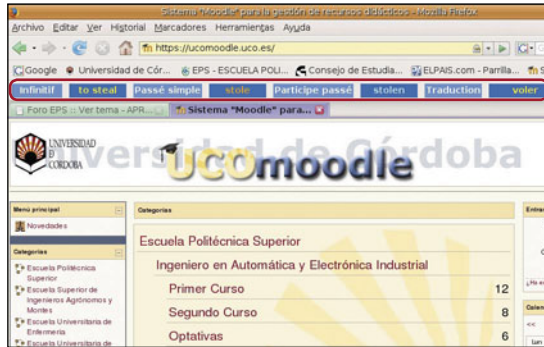 Sistema "Moodle" para la gestión de recursos didácticos - Mozilla Firefox
Archivo Editar Ver Historial Marcadores Herramientas Ayuda
https://ucomoodle.uco.es/
Google Universidad de Cór... EPS - ESCUELA POLI... Consejo de Estudia... ELPAIS.com - Parrilla...
Infinitif to steal Passé simple stole Participe passé stolen Traduction voler
Foro EPS :: Ver tema - APR... Sistema "Moodle" para...
Universidad de Córdoba
UNIVERSIDAD
D
CORDOBA
UCOmoodle
Menú principal
Novedades
Categorías
Escuela Politécnica
Superior
Escuela Superior de
Ingenieros Agrónomos y
Montes
Escuela Universitaria de
Enfermería
Escuela Universitaria de
Categorías
Escuela Politécnica Superior
Ingeniero en Automática y Electrónica Industrial
Primer Curso 12
Segundo Curso 8
Optativas 6
Entrar
Calen
<<
Lun